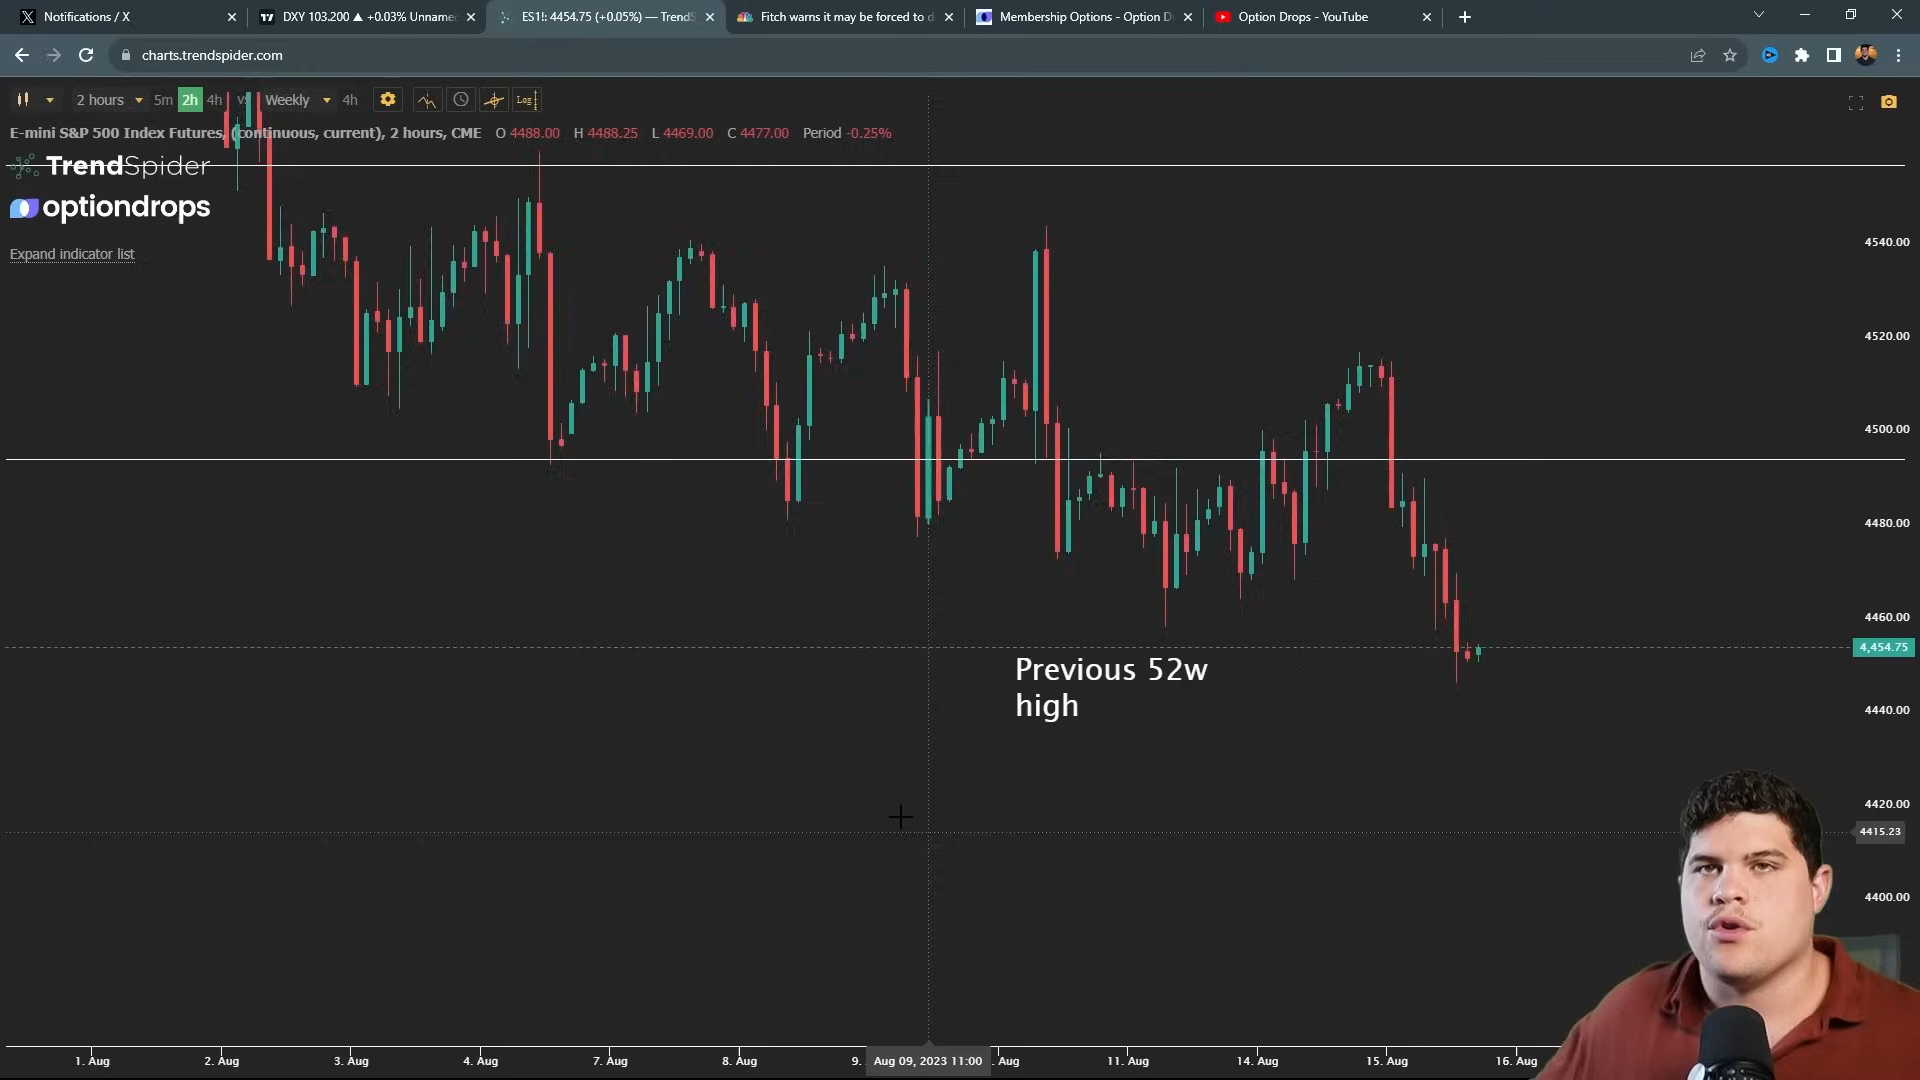 Notifications / X
DXY 103.200 ▲ +0.03% Unname
ES1!: 4454.75 (+0.05%) — TrendS
Fitch warns it may be forced to d
Membership Options - Option D
Option Drops - YouTube
charts.trendspider.com
2 hours 5m 2h 4h vs Weekly 4h Log
E-mini S&P 500 Index Futures, (continuous, current), 2 hours, CME O 4488.00 H 4488.25 L 4469.00 C 4477.00 Period -0.25%
TrendSpider
optiondrops
Expand indicator list
4540.00
4520.00
4500.00
4480.00
4460.00
4,454.75
Previous 52w
high
4440.00
4420.00
4415.23
4400.00
1. Aug 2. Aug 3. Aug 4. Aug 7. Aug 8. Aug 9. Aug 09, 2023 11:00 . Aug 11. Aug 14. Aug 15. Aug 16. Aug